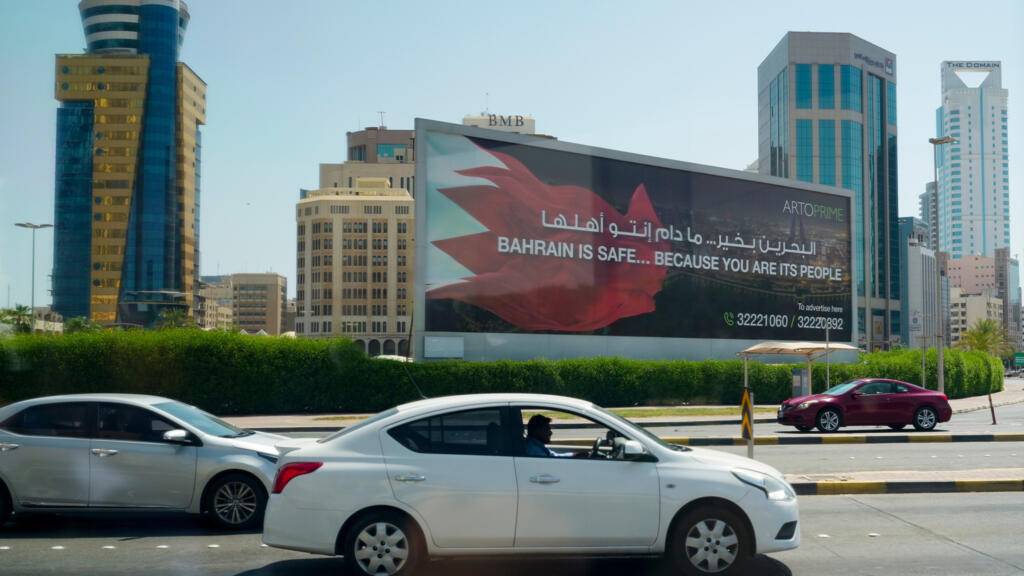 BMB
THE DOMAIN
ARTOPRIME
البحرين بخير... ما دام إنتو أهلها
BAHRAIN IS SAFE... BECAUSE YOU ARE ITS PEOPLE
To advertise here
32221060 / 32220892